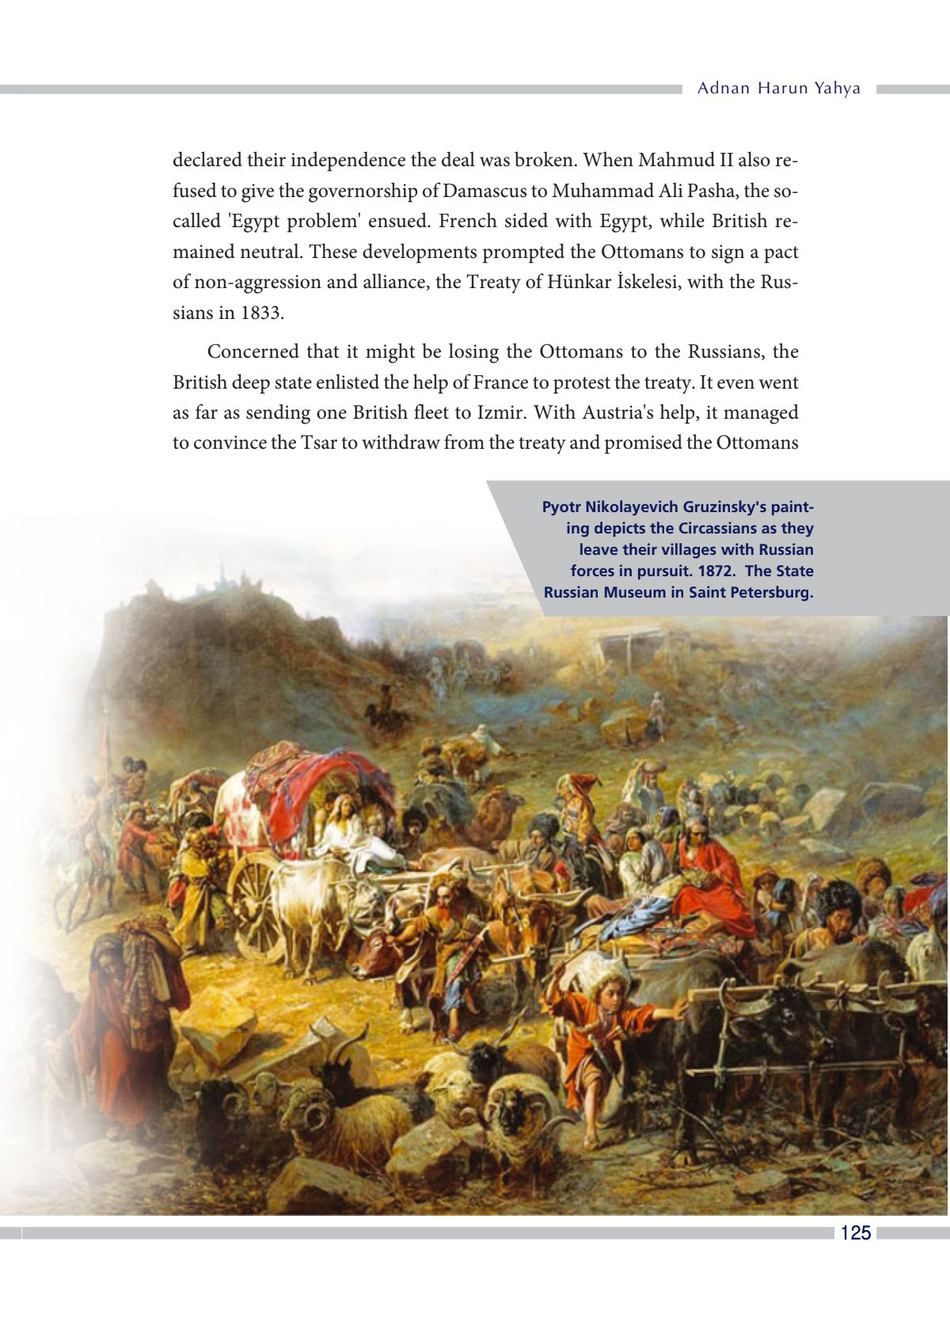 Adnan Harun Yahya
declared their independence the deal was broken. When Mahmud II also re-
fused to give the governorship of Damascus to Muhammad Ali Pasha, the so-
called 'Egypt problem' ensued. French sided with Egypt, while British re-
mained neutral. These developments prompted the Ottomans to sign a pact
of non-aggression and alliance, the Treaty of Hünkar İskelesi, with the Rus-
sians in 1833.
Concerned that it might be losing the Ottomans to the Russians, the
British deep state enlisted the help of France to protest the treaty. It even went
as far as sending one British fleet to Izmir. With Austria's help, it managed
to convince the Tsar to withdraw from the treaty and promised the Ottomans
Pyotr Nikolayevich Gruzinsky's paint-
ing depicts the Circassians as they
leave their villages with Russian
forces in pursuit. 1872.  The State
Russian Museum in Saint Petersburg.
125